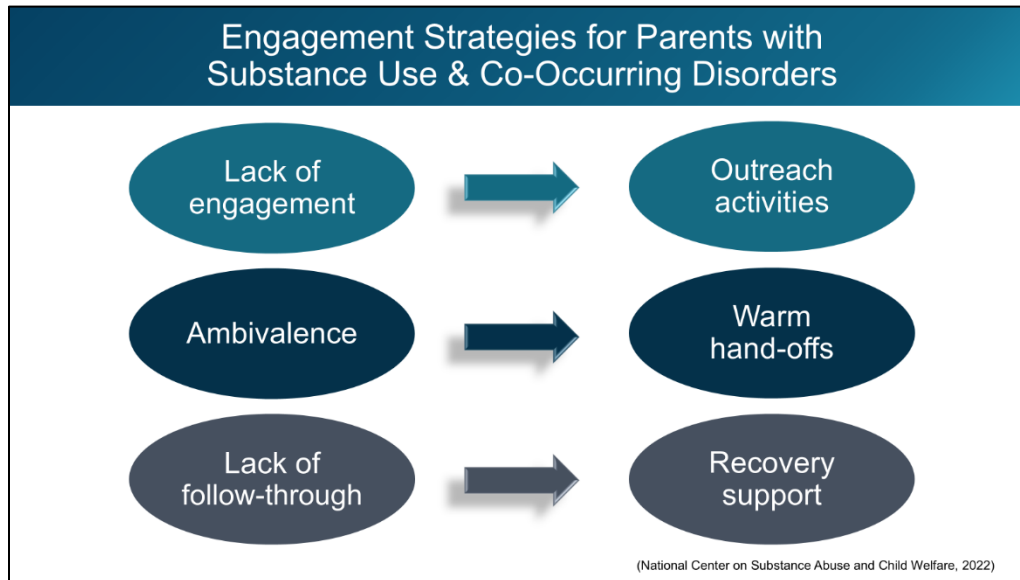 Engagement Strategies for Parents with
Substance Use & Co-Occurring Disorders
Lack of
engagement
Outreach
activities
Ambivalence
Warm
hand-offs
Lack of
follow-through
Recovery
support
(National Center on Substance Abuse and Child Welfare, 2022)